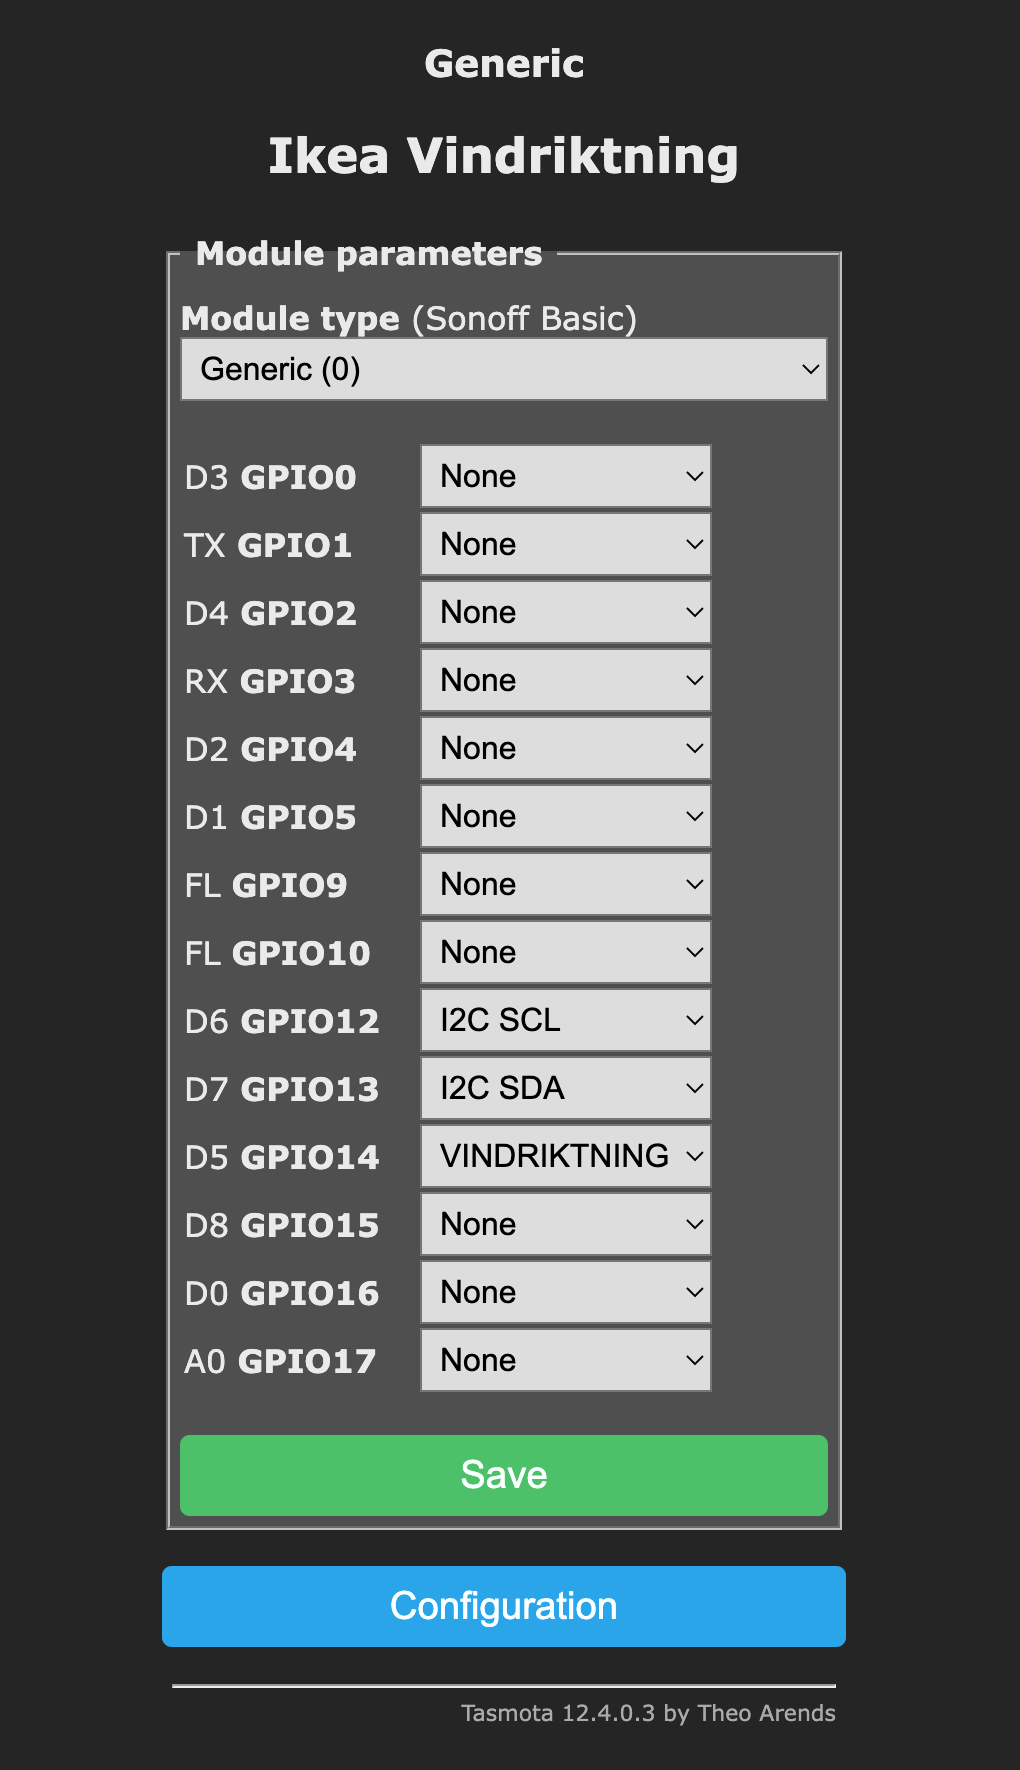 Generic
Ikea Vindriktning
Module parameters
Module type (Sonoff Basic)
Generic (0)
D3 GPIO0 None
TX GPIO1 None
D4 GPIO2 None
RX GPIO3 None
D2 GPIO4 None
D1 GPIO5 None
FL GPIO9 None
FL GPIO10 None
D6 GPIO12 I2C SCL
D7 GPIO13 I2C SDA
D5 GPIO14 VINDRIKTNING
D8 GPIO15 None
D0 GPIO16 None
A0 GPIO17 None
Save
Configuration
Tasmota 12.4.0.3 by Theo Arends